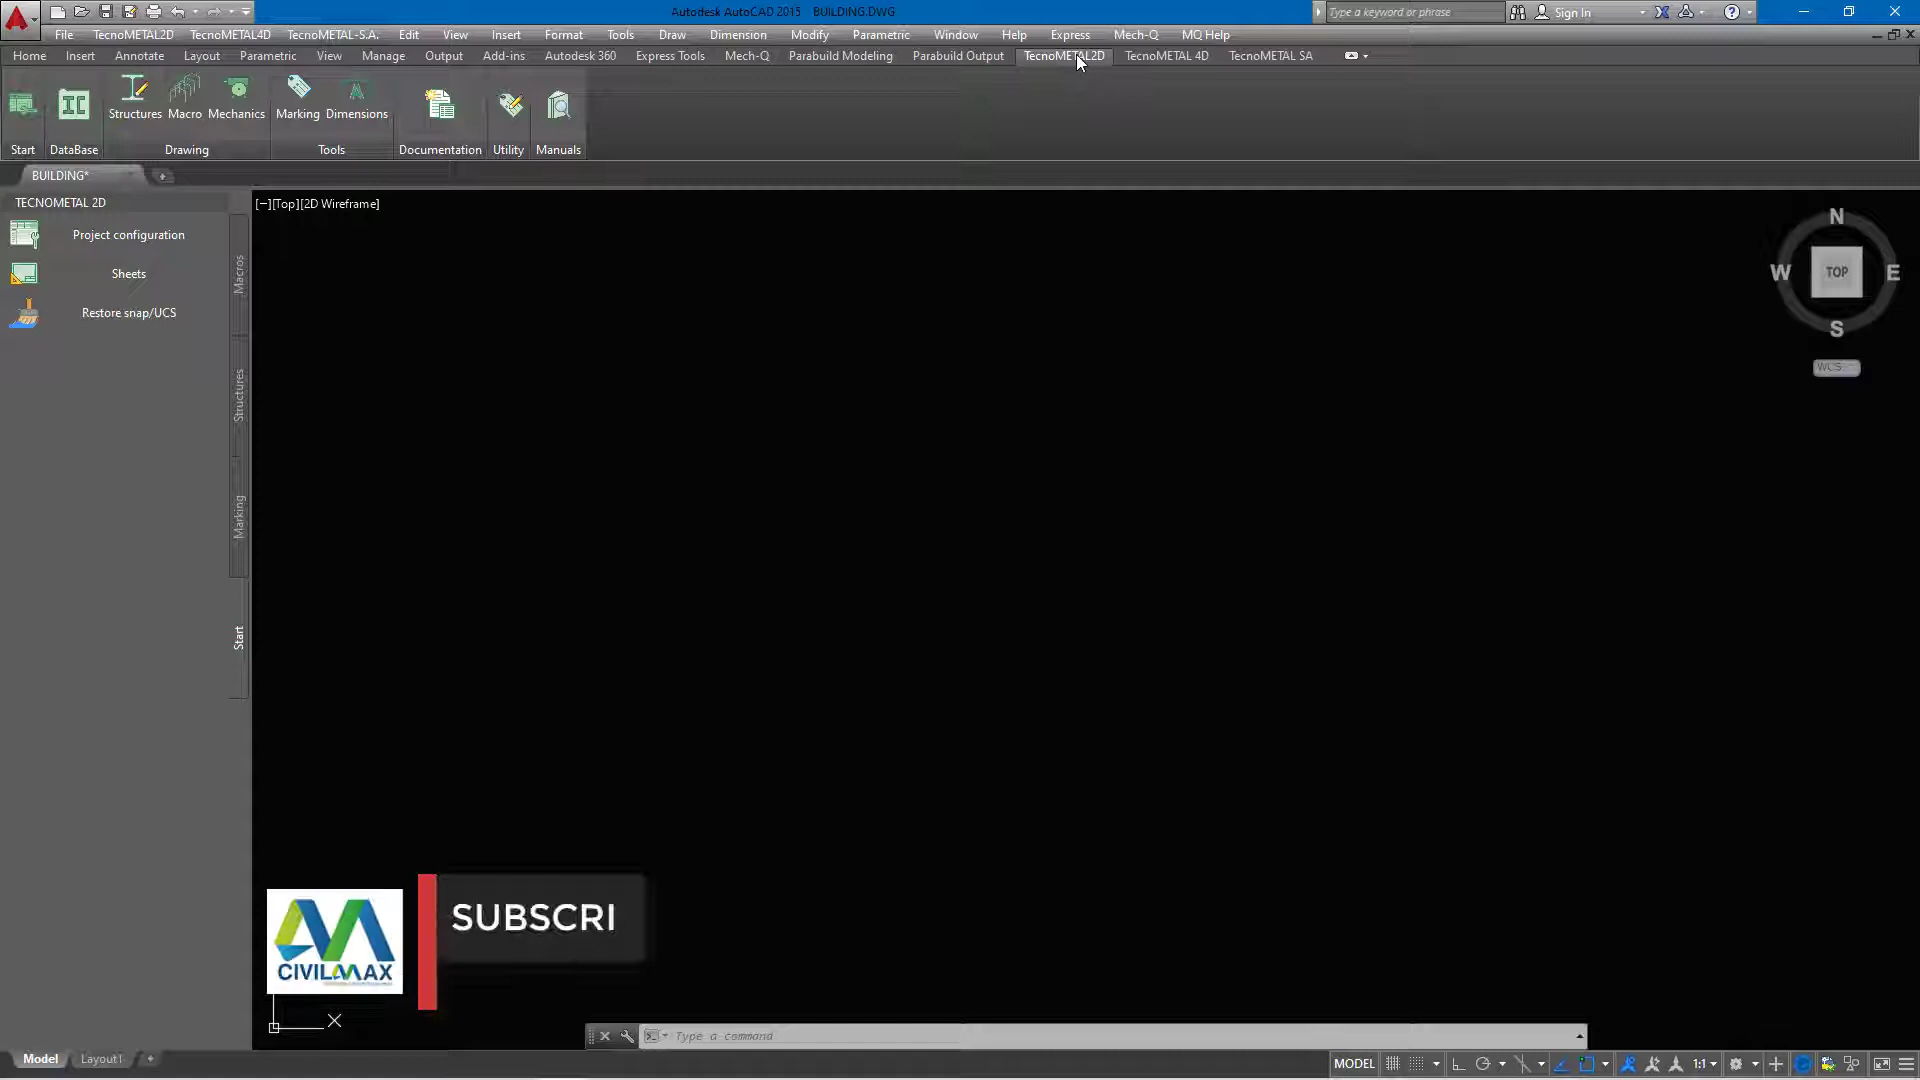 Autodesk AutoCAD 2015 BUILDING.DWG
Type a keyword or phrase
Sign In
File TecnoMETAL2D TecnoMETAL4D TecnoMETAL-S.A. Edit View Insert Format Tools Draw Dimension Modify Parametric Window Help Express Mech-Q MQ Help
Home Insert Annotate Layout Parametric View Manage Output Add-ins Autodesk 360 Express Tools Mech-Q Parabuild Modeling Parabuild Output TecnoMETAL2D TecnoMETAL 4D TecnoMETAL SA
Structures Macro Mechanics Marking Dimensions
Start DataBase Drawing Tools Documentation Utility Manuals
BUILDING*
TECNOMETAL 2D
Project configuration
Sheets
Restore snap/UCS
Macros
Structures
Marking
Start
[−][Top][2D Wireframe]
N
W TOP E
S
WCS
SUBSCRI
CIVILMAX
X
Type a command
Model Layout1
MODEL 1:1